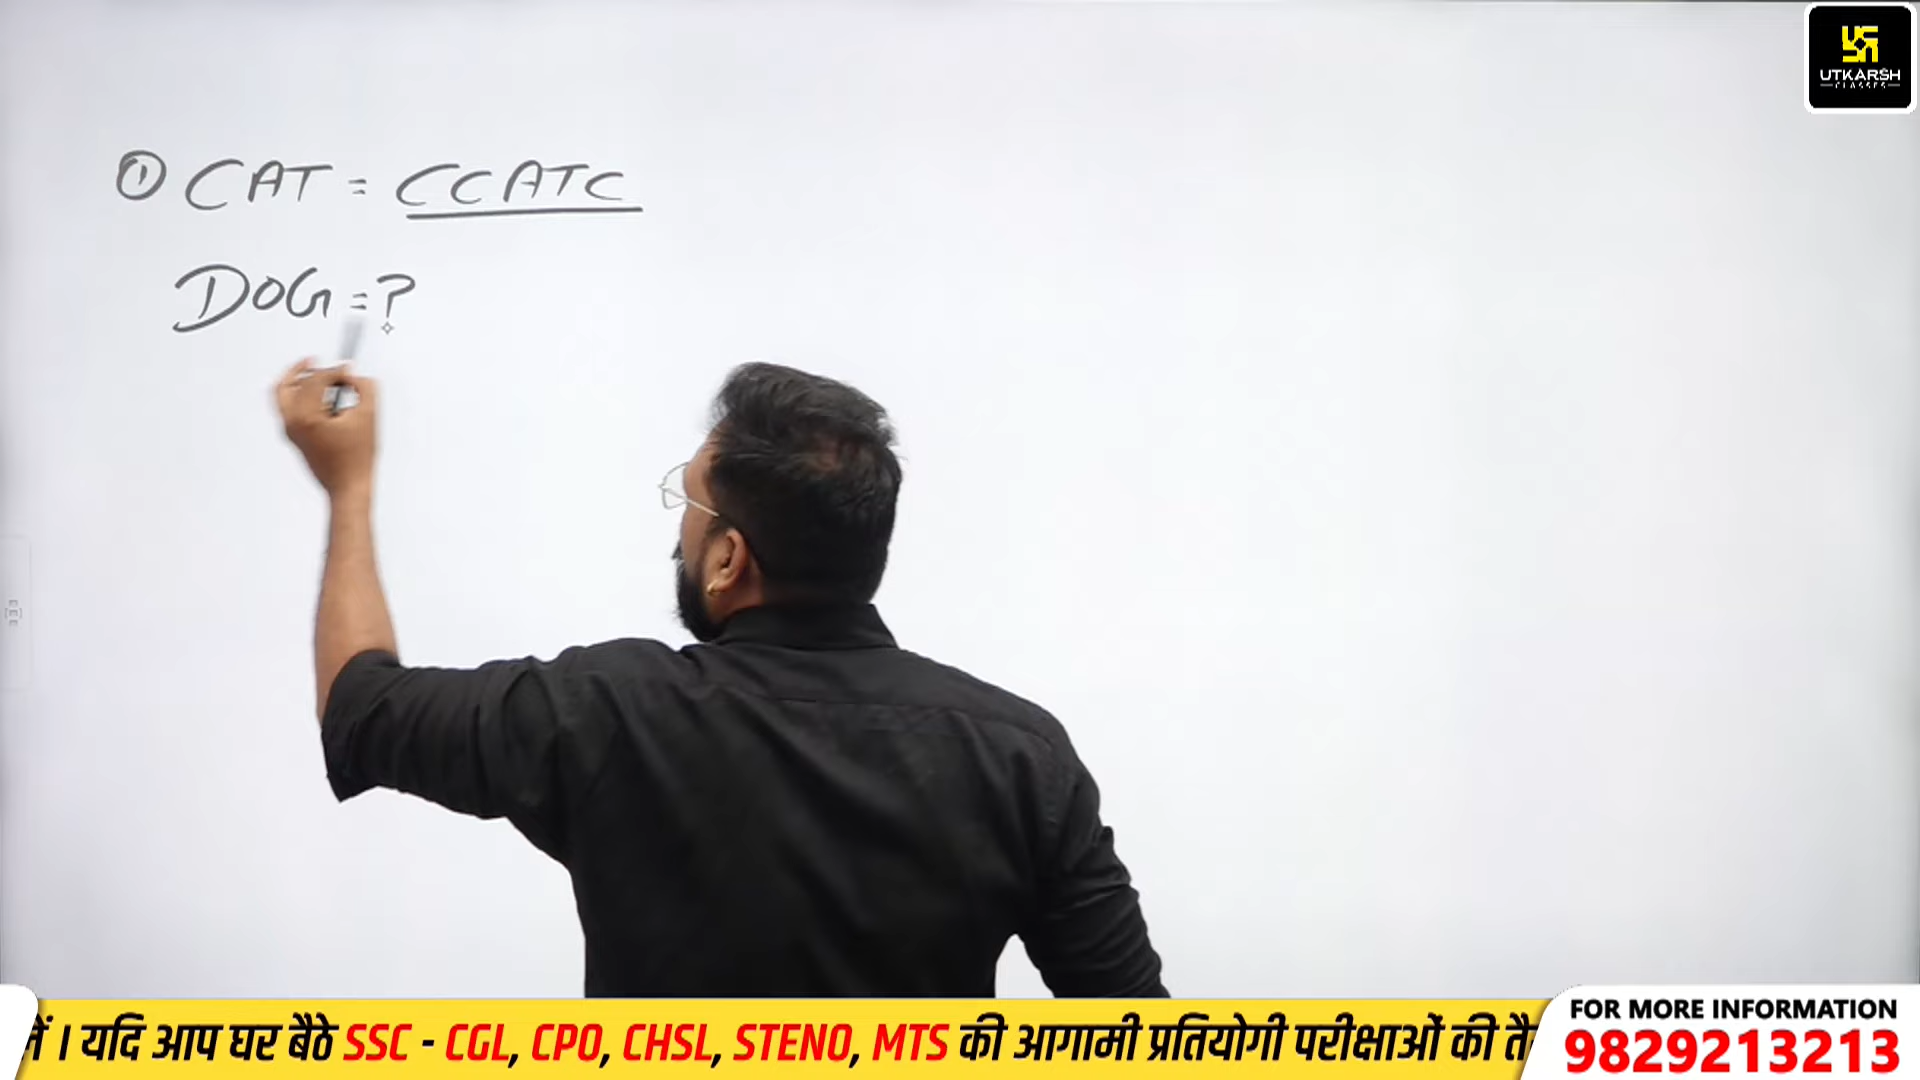 UTKARSH
CLASSES
① CAT = CCATC
DOG = ?
। यदि आप घर बैठे SSC - CGL, CPO, CHSL, STENO, MTS की आगामी प्रतियोगी परीक्षाओं की
FOR MORE INFORMATION
9829213213